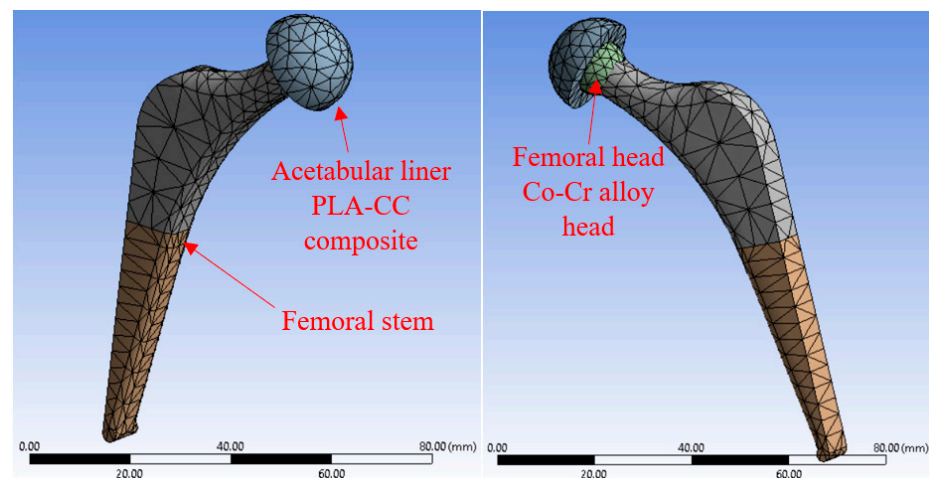 Acetabular liner
PLA-CC
composite
Femoral stem
0.00 40.00 80.00 (mm)
20.00 60.00
Femoral head
Co-Cr alloy
head
0.00 40.00 80.00 (mm)
20.00 60.00